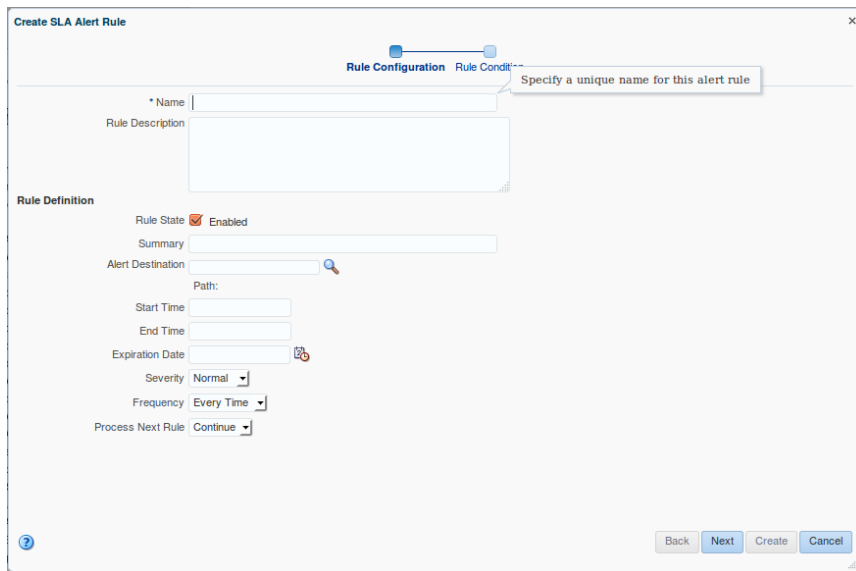 Create SLA Alert Rule
Rule Configuration Rule Condition
Specify a unique name for this alert rule
* Name
Rule Description
Rule Definition
Rule State Enabled
Summary
Alert Destination
Path:
Start Time
End Time
Expiration Date
Severity Normal
Frequency Every Time
Process Next Rule Continue
Back Next Create Cancel